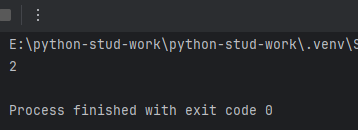 E:\python-stud-work\python-stud-work\.venv\
2
Process finished with exit code 0